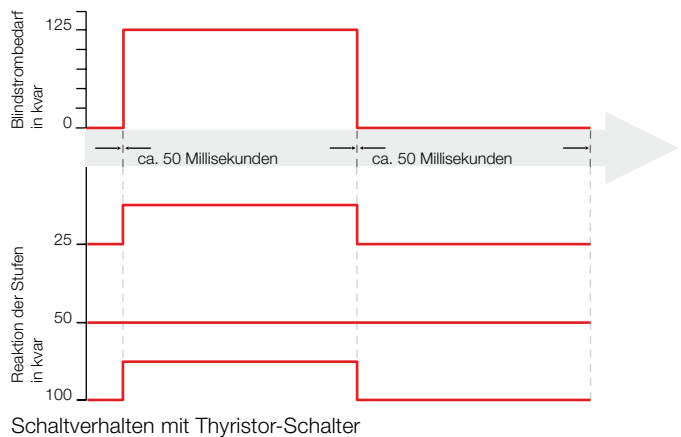 Blindstrombedarf
in kvar
125
0
ca. 50 Millisekunden
ca. 50 Millisekunden
Reaktion der Stufen
in kvar
25
50
100
Schaltverhalten mit Thyristor-Schalter